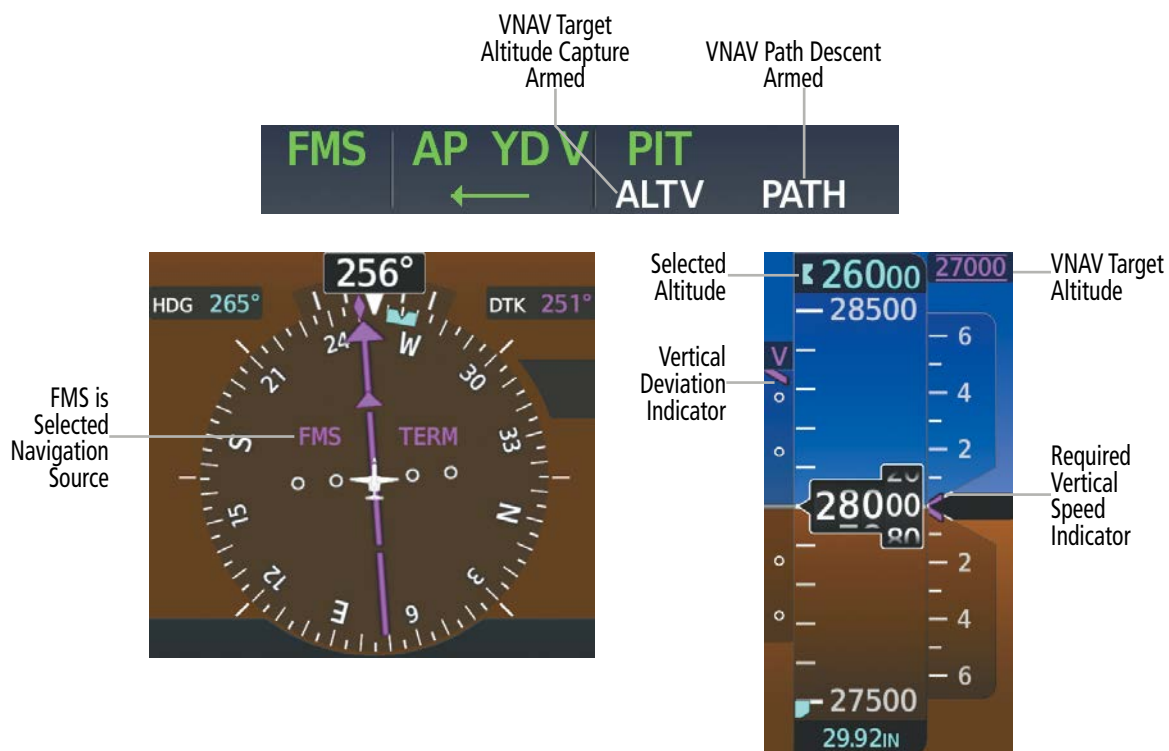 VNAV Target
Altitude Capture
Armed
VNAV Path Descent
Armed
FMS AP YD V PIT
ALTV PATH
256°
HDG 265°
DTK 251°
21 24 W 30 33 N 3 6 E 12 15 S
FMS TERM
FMS is
Selected
Navigation
Source
Selected
Altitude
26000
27000
VNAV Target
Altitude
28500
Vertical
Deviation
Indicator
V
6
4
2
20
28000
80
Required
Vertical
Speed
Indicator
2
4
6
27500
29.92IN